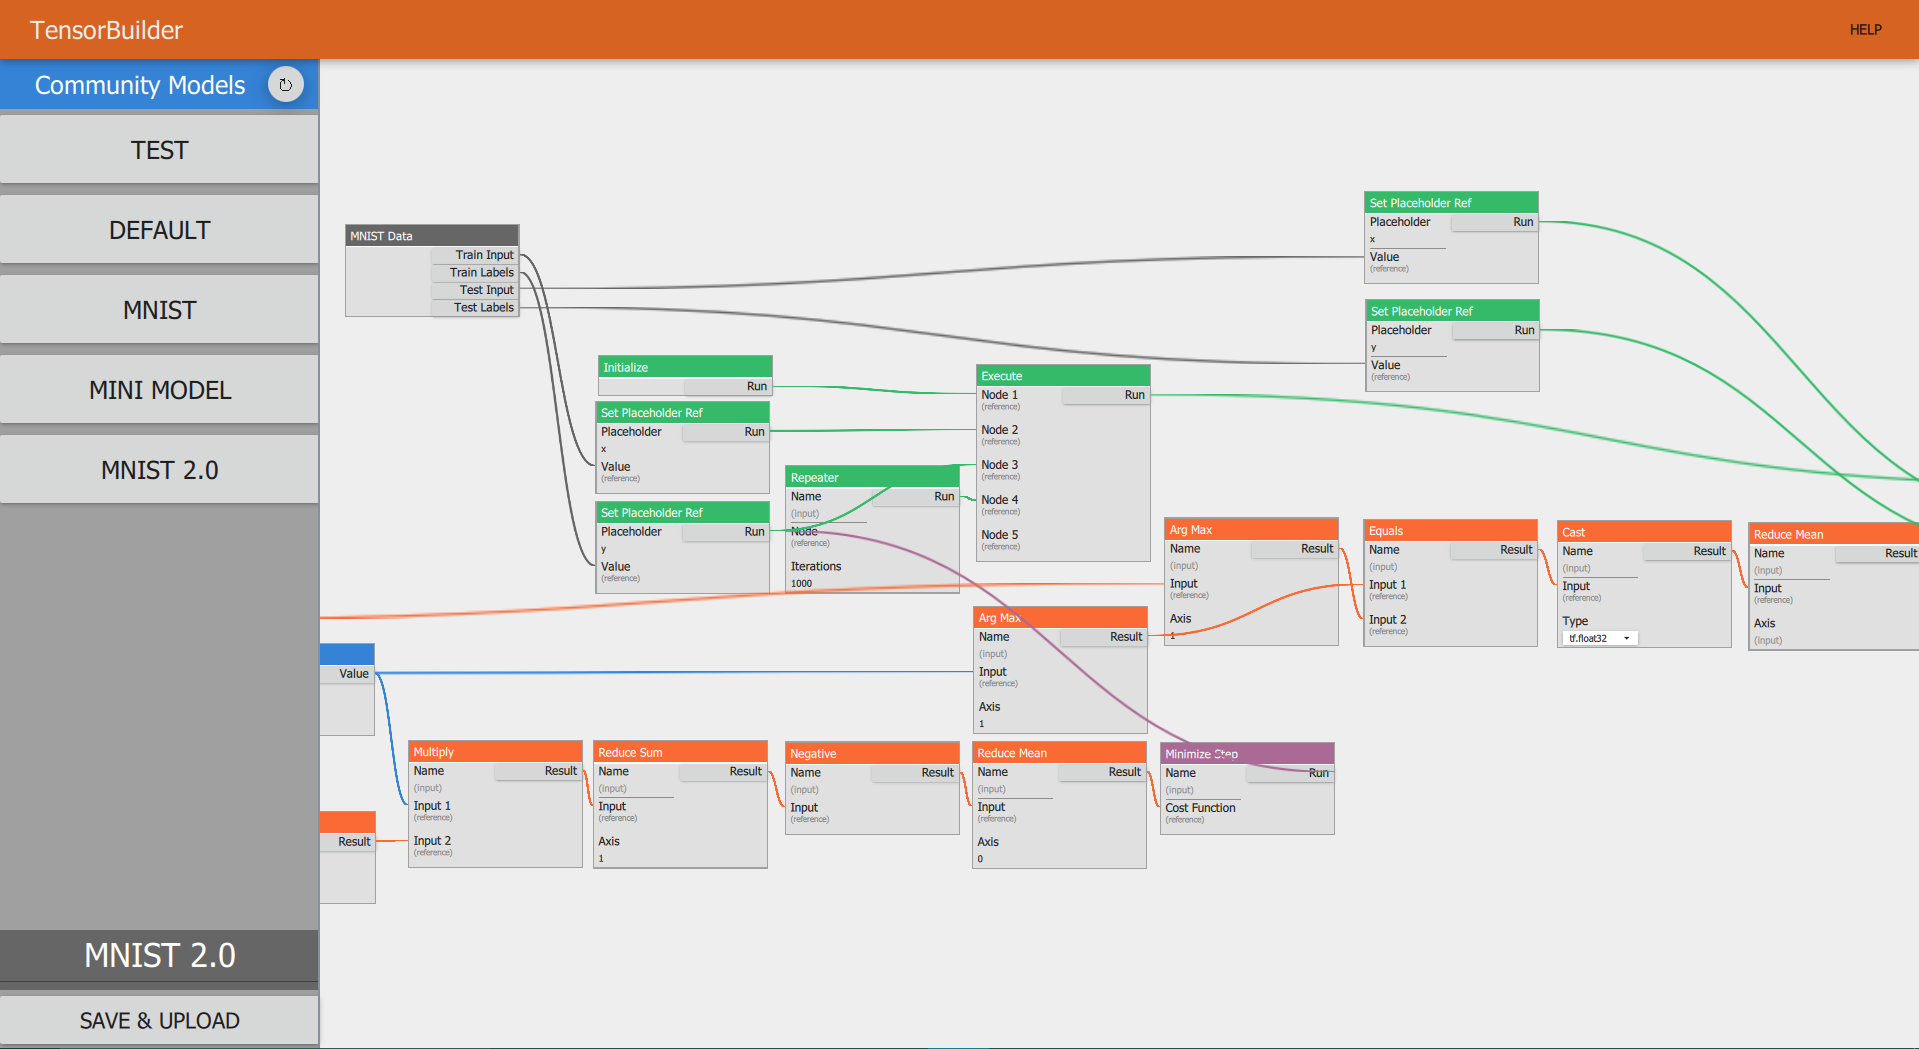 TensorBuilder
HELP
Community Models
TEST
DEFAULT
MNIST
MINI MODEL
MNIST 2.0
MNIST 2.0
SAVE & UPLOAD
MNIST Data
Train Input
Train Labels
Test Input
Test Labels
Set Placeholder Ref
Placeholder Run
x
Value
(reference)
Set Placeholder Ref
Placeholder Run
y
Value
(reference)
Initialize
Run
Set Placeholder Ref
Placeholder Run
x
Value
(reference)
Set Placeholder Ref
Placeholder Run
y
Value
(reference)
Repeater
Name Run
(input)
Node
(reference)
Iterations
1000
Execute
Node 1 Run
(reference)
Node 2
(reference)
Node 3
(reference)
Node 4
(reference)
Node 5
(reference)
Arg Max
Name Result
(input)
Input
(reference)
Axis
1
Equals
Name Result
(input)
Input 1
(reference)
Input 2
(reference)
Cast
Name Result
(input)
Input
(reference)
Type
tf.float32
Reduce Mean
Name Result
(input)
Input
(reference)
Axis
(input)
Arg Max
Name Result
(input)
Input
(reference)
Axis
1
Value
Result
Multiply
Name Result
(input)
Input 1
(reference)
Input 2
(reference)
Reduce Sum
Name Result
(input)
Input
(reference)
Axis
1
Negative
Name Result
(input)
Input
(reference)
Reduce Mean
Name Result
(input)
Input
(reference)
Axis
0
Minimize Step
Name Run
(input)
Cost Function
(reference)